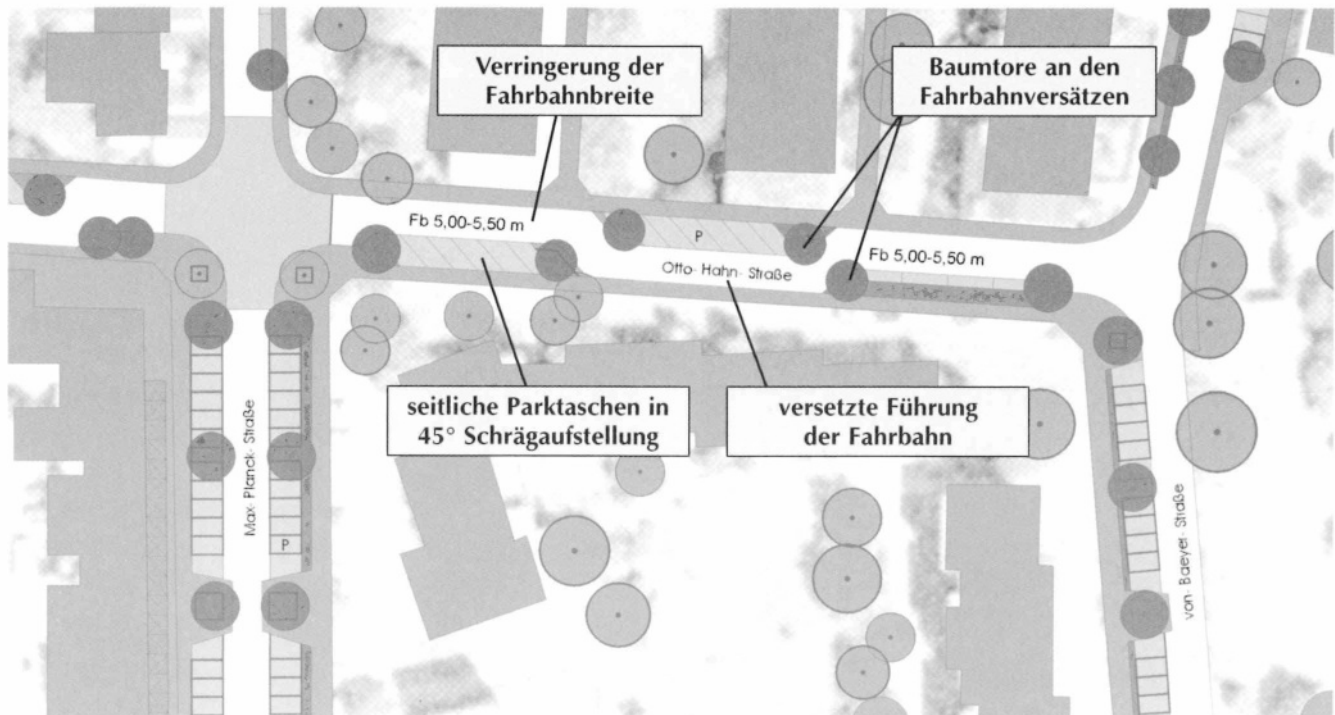 Verringerung der
Fahrbahnbreite
Baumtore an den
Fahrbahnversätzen
Fb 5,00-5,50 m
P
Otto- Hahn- Straße
Fb 5,00-5,50 m
seitliche Parktaschen in
45° Schrägaufstellung
versetzte Führung
der Fahrbahn
Max- Planck- Straße
P
von- Baeyer- Straße